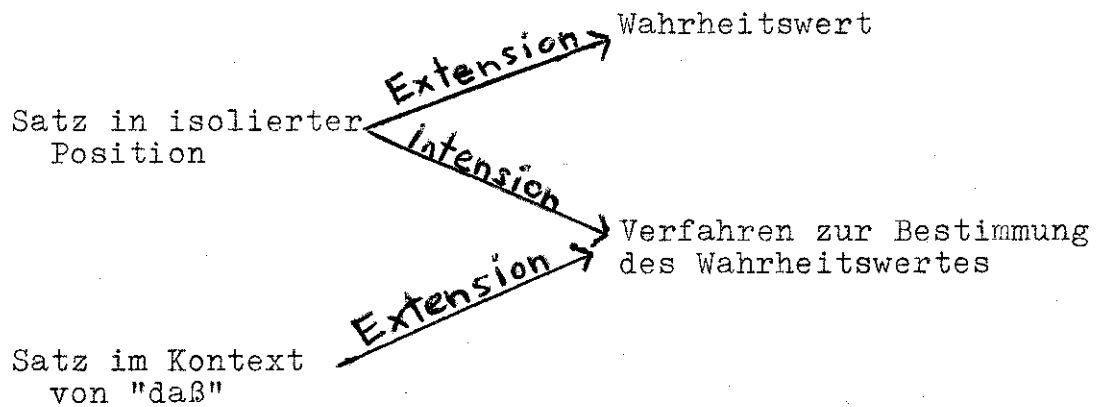 Wahrheitswert
Extension
Satz in isolierter
Position
Intension
Verfahren zur Bestimmung
des Wahrheitswertes
Extension
Satz im Kontext
von "daß"